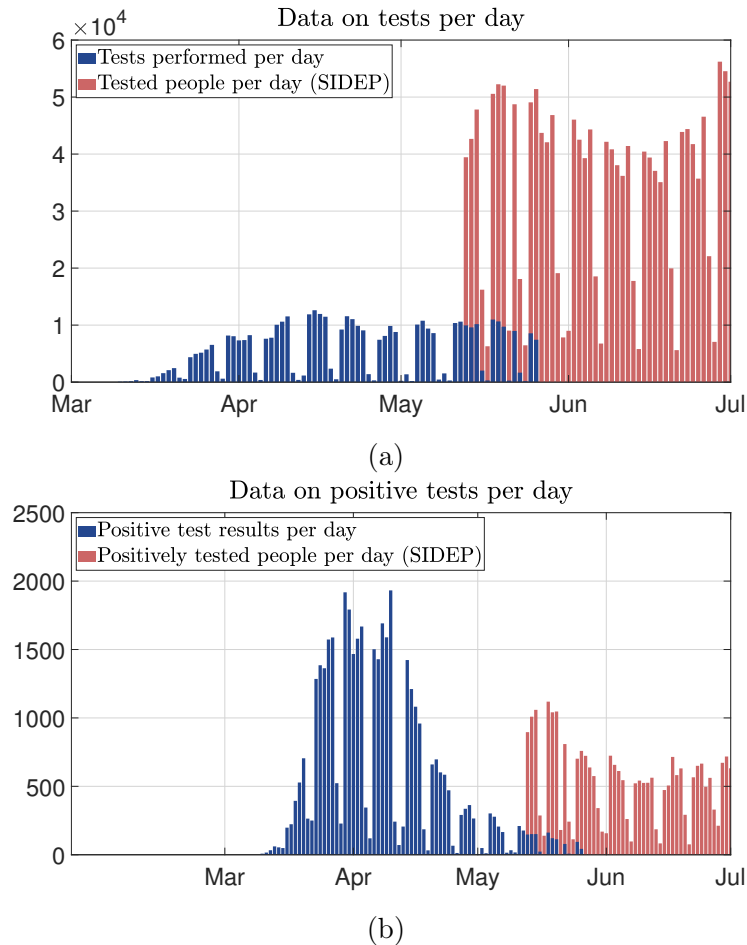 Data on tests per day
×10⁴
6
Tests performed per day
Tested people per day (SIDEP)
5
4
3
2
1
0
Mar Apr May Jun Jul
(a)
Data on positive tests per day
2500
Positive test results per day
Positively tested people per day (SIDEP)
2000
1500
1000
500
0
Mar Apr May Jun Jul
(b)